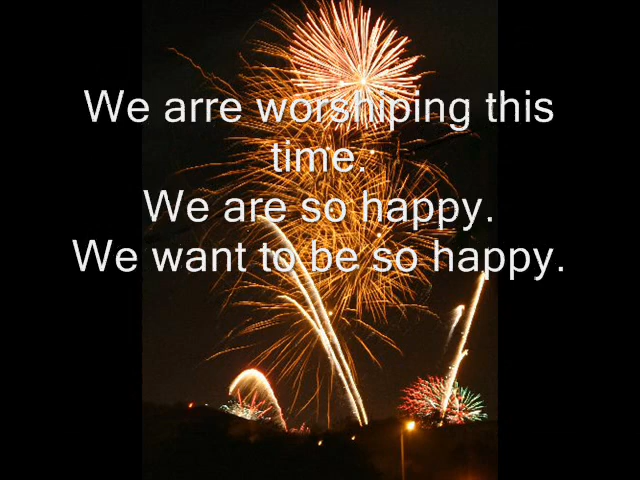 We arre worshiping this
time.
We are so happy.
We want to be so happy.